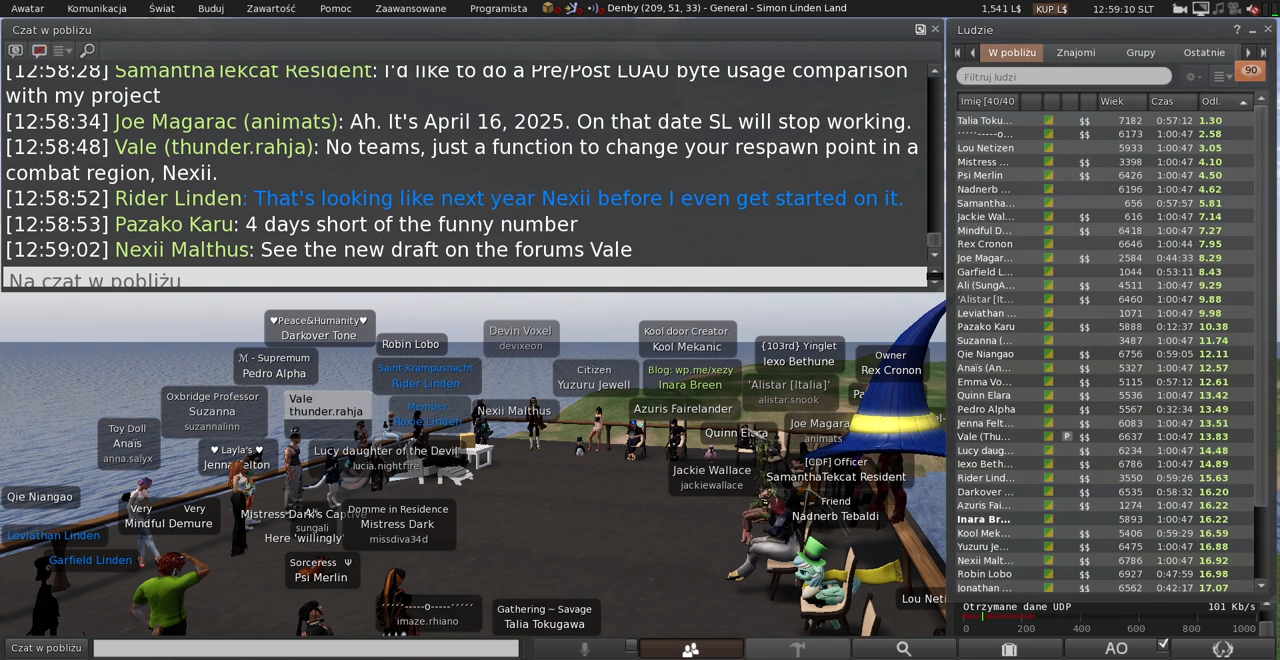 Awatar Komunikacja Świat Buduj Zawartość Pomoc Zaawansowane Programista Denby (209, 51, 33) - General - Simon Linden Land 1,541 L$ KUP L$ 12:59:10 SLT
Czat w pobliżu
[12:58:28] SamanthaTekcat Resident: I'd like to do a Pre/Post LUAU byte usage comparison
with my project
[12:58:34] Joe Magarac (animats): Ah. It's April 16, 2025. On that date SL will stop working.
[12:58:48] Vale (thunder.rahja): No teams, just a function to change your respawn point in a
combat region, Nexii.
[12:58:52] Rider Linden: That's looking like next year Nexii before I even get started on it.
[12:58:53] Pazako Karu: 4 days short of the funny number
[12:59:02] Nexii Malthus: See the new draft on the forums Vale
Na czat w pobliżu
♥Peace&Humanity♥
Darkover Tone
Robin Lobo
Devin Voxel
devixeon
Kool door Creator
Kool Mekanic
{103rd} Yinglet
Iexo Bethune
Owner
Rex Cronon
ℳ - Supremum
Pedro Alpha
Saint Krampusnacht
Rider Linden
Citizen
Yuzuru Jewell
Blog: wp.me/xezy
Inara Breen
'Alistar [Italia]'
alistar.snook
Pa
Oxbridge Professor
Suzanna
suzannalinn
Vale
thunder.rahja
Member
Roxie Linden
Nexii Malthus
Azuris Fairelander
Joe Magara
animats
Quinn Elara
Toy Doll
Anaïs
anna.salyx
♥ Layla's ♥
Jenna Felton
Lucy daughter of the Devil
lucia.nightfire
Jackie Wallace
jackiewallace
[CDF] Officer
SamanthaTekcat Resident
Friend
Nadnerb Tebaldi
Qie Niangao
Very Very
Mindful Demure
Mistress Dark's Captive
sungali
Here 'willingly'
Domme in Residence
Mistress Dark
missdiva34d
Leviathan Linden
Garfield Linden
Sorceress Ψ
Psi Merlin
′′′′′-----o-----′′′′′
imaze.rhiano
Gathering ~ Savage
Talia Tokugawa
Lou Neti
Czat w pobliżu
AO
Ludzie
W pobliżu Znajomi Grupy Ostatnie
Filtruj ludzi
90
Imię [40/40 Wiek Czas Odl.
Talia Toku... $$ 7182 0:57:12 1.30
′′′′′-----o... $$ 6173 1:00:47 2.58
Lou Netizen 5933 1:00:47 3.05
Mistress ... $$ 3398 1:00:47 4.10
Psi Merlin $$ 6426 1:00:47 4.50
Nadnerb ... 6196 1:00:47 4.62
Samantha... 656 0:57:57 5.81
Jackie Wal... $$ 616 1:00:47 7.14
Mindful D... $$ 6418 1:00:47 7.27
Rex Cronon 6646 1:00:44 7.95
Joe Magar... $$ 2584 0:44:33 8.29
Garfield L... 1044 0:53:11 8.43
Ali (SungA... $$ 4511 1:00:47 9.29
'Alistar [It... $$ 6460 1:00:47 9.88
Leviathan ... 1071 1:00:47 9.98
Pazako Karu $$ 5888 0:12:37 10.38
Suzanna (... 3487 1:00:47 11.74
Qie Niangao $$ 6756 0:59:05 12.11
Anaïs (An... $$ 5327 1:00:47 12.57
Emma Vo... $$ 5115 0:57:12 12.61
Quinn Elara $$ 5536 1:00:47 13.42
Pedro Alpha $$ 5567 0:32:34 13.49
Jenna Felt... $$ 6083 1:00:47 13.51
Vale (Thu... P $$ 6637 1:00:47 13.83
Lucy daug... $$ 6234 1:00:47 14.48
Iexo Beth... $$ 6786 1:00:47 14.89
Rider Lind... $$ 3550 0:59:26 15.63
Darkover ... $$ 6535 0:58:32 16.20
Azuris Fai... $$ 1274 1:00:47 16.22
Inara Br... 5893 1:00:47 16.22
Kool Mek... $$ 5406 0:59:29 16.59
Yuzuru Je... $$ 6475 1:00:47 16.88
Nexii Malt... $$ 6786 1:00:47 16.92
Robin Lobo $$ 6927 0:47:59 16.98
Jonathan ... $$ 6562 0:42:17 17.07
Otrzymane dane UDP 101 Kb/s
0 200 400 600 800 1000